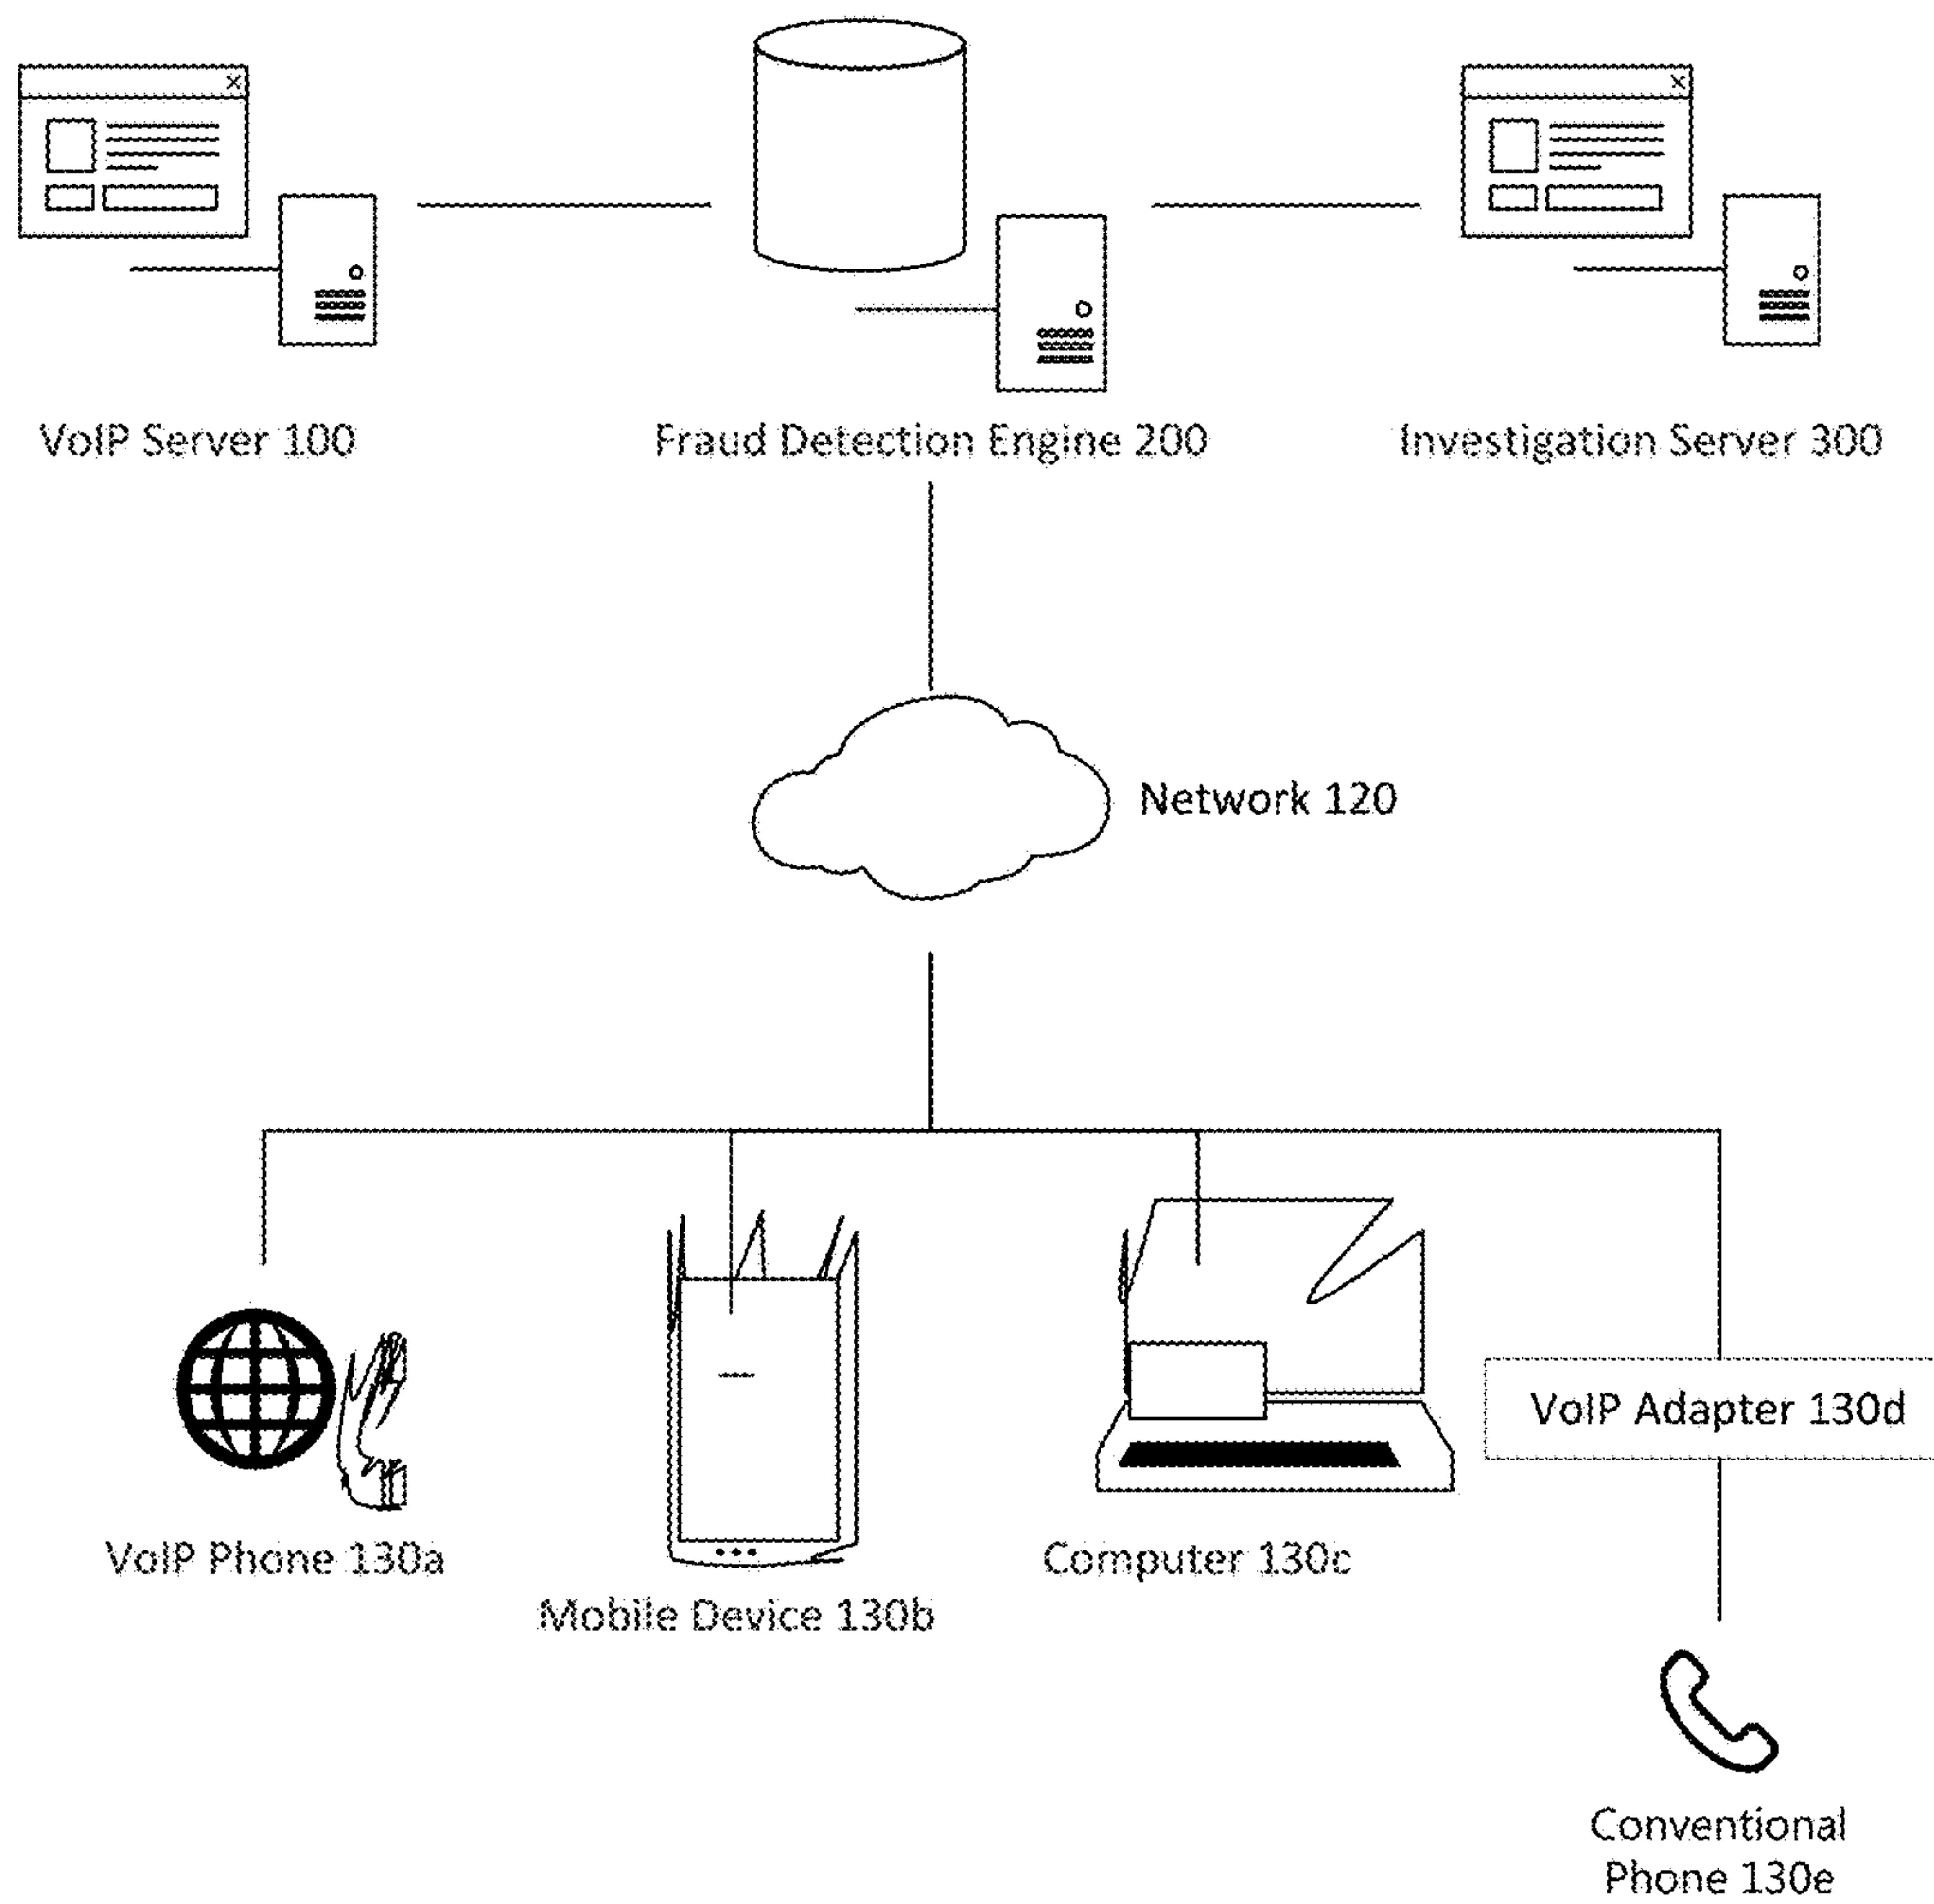 VoIP Server 100
Fraud Detection Engine 200
Investigation Server 300
Network 120
VoIP Adapter 130d
VoIP Phone 130a
Computer 130c
Mobile Device 130b
Conventional
Phone 130e